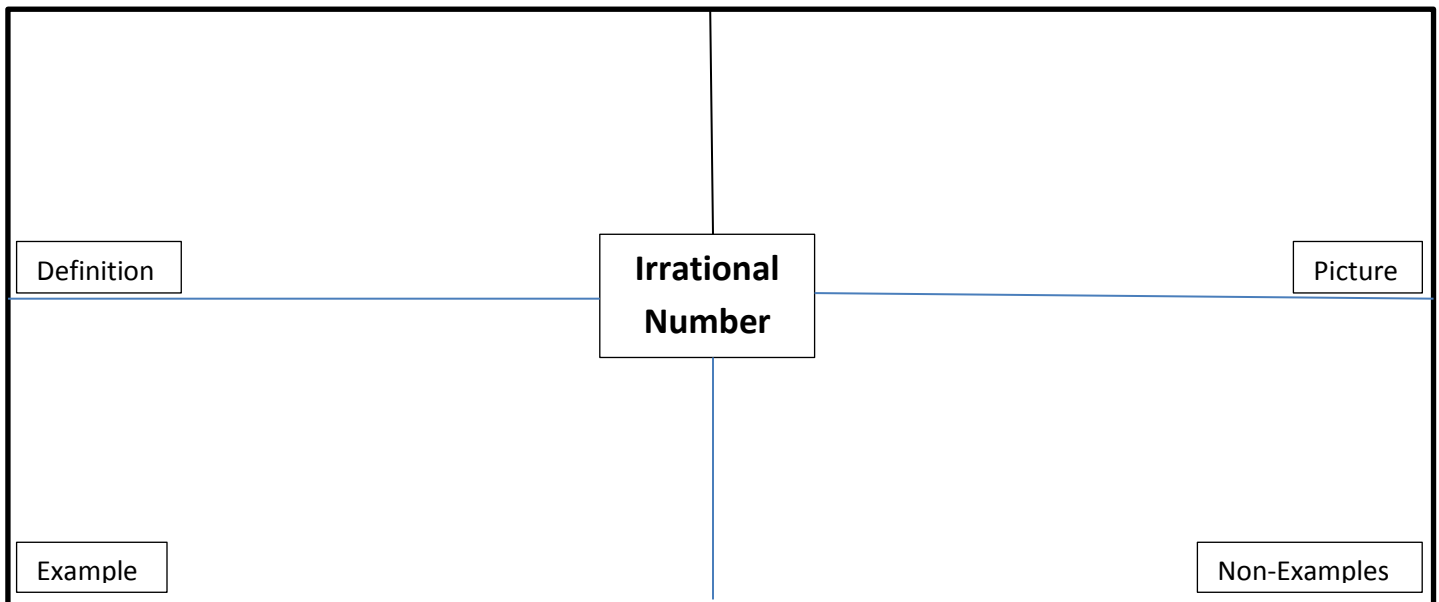 Definition
Irrational
Number
Picture
Example
Non-Examples